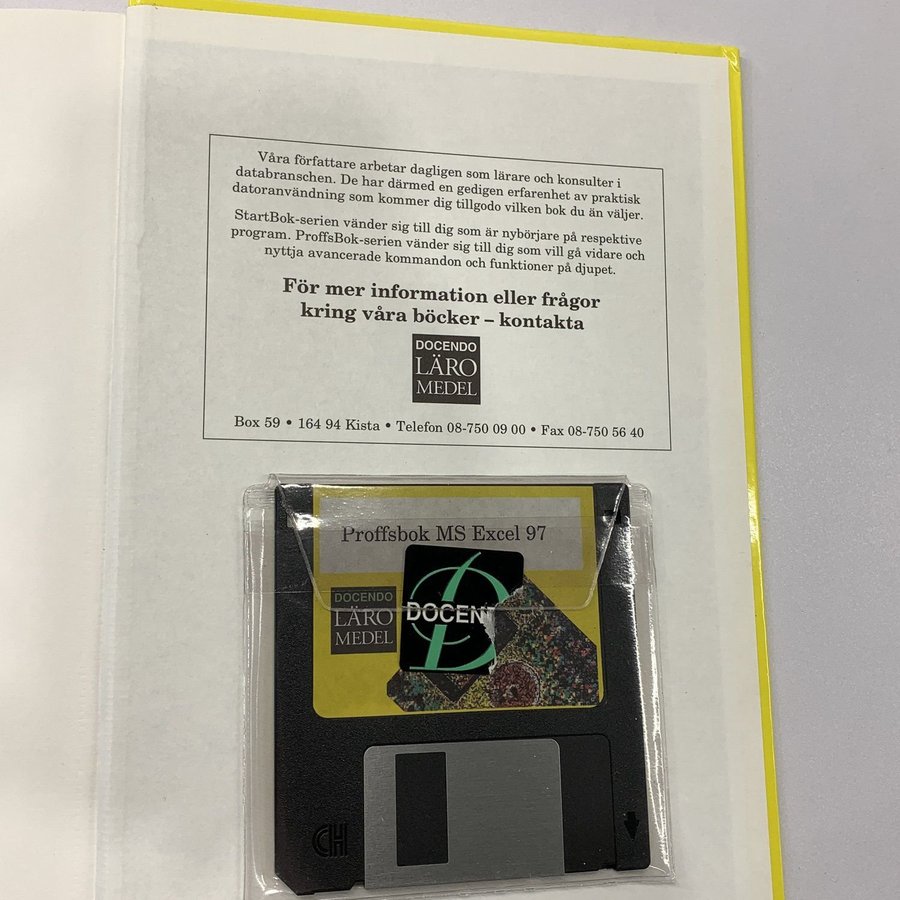 Våra författare arbetar dagligen som lärare och konsulter i
databranschen. De har därmed en gedigen erfarenhet av praktisk
datoranvändning som kommer dig tillgodo vilken bok du än väljer.
StartBok-serien vänder sig till dig som är nybörjare på respektive
program. ProffsBok-serien vänder sig till dig som vill gå vidare och
nyttja avancerade kommandon och funktioner på djupet.
För mer information eller frågor
kring våra böcker – kontakta
DOCENDO
LÄRO
MEDEL
Box 59 • 164 94 Kista • Telefon 08-750 09 00 • Fax 08-750 56 40
Proffsbok MS Excel 97
DOCENDO
LÄRO
MEDEL
DOCEN